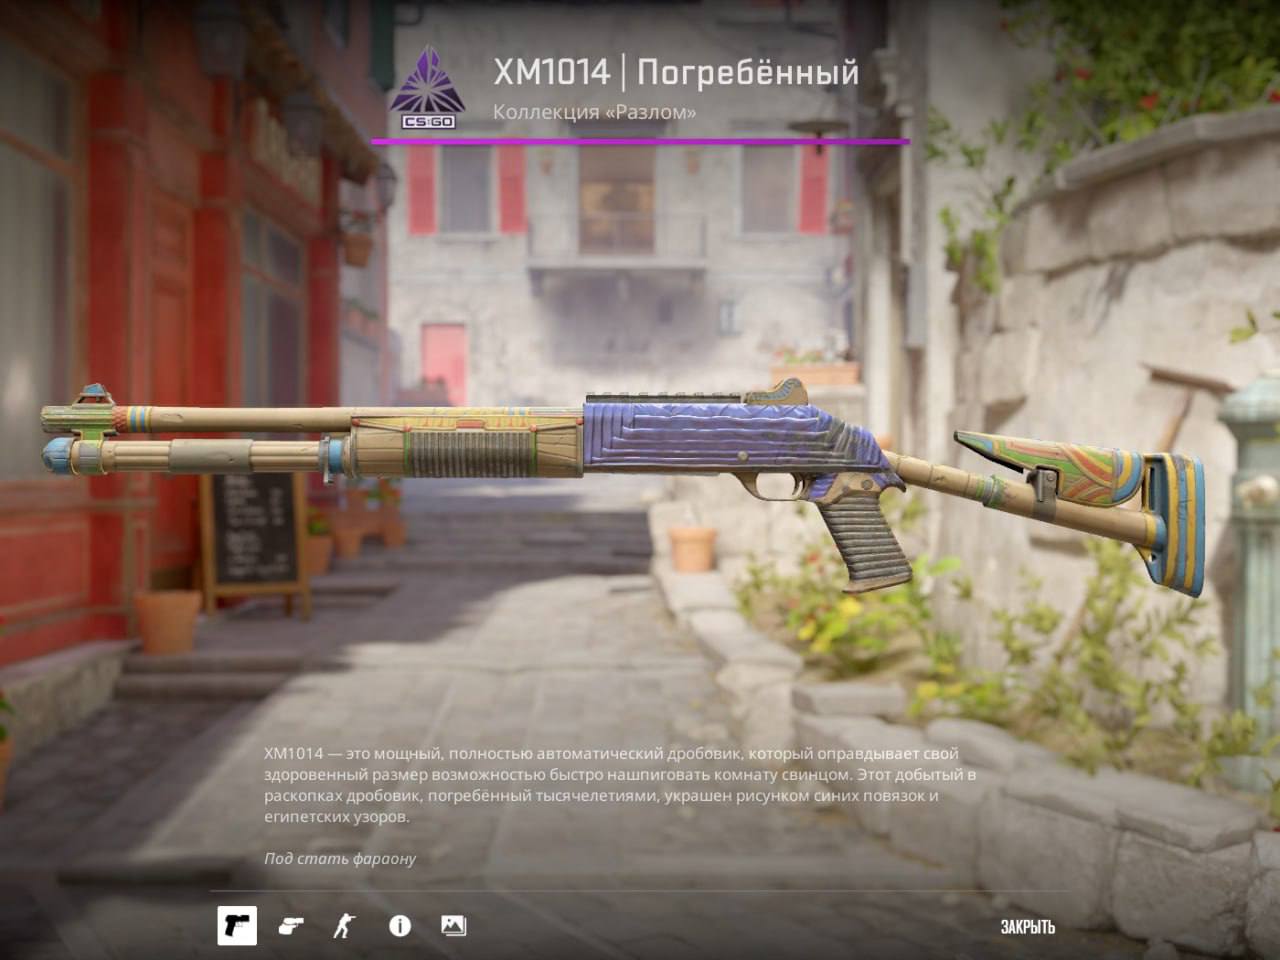 CS:GO
XM1014 | Погребённый
Коллекция «Разлом»
XM1014 — это мощный, полностью автоматический дробовик, который оправдывает свой
здоровенный размер возможностью быстро нашпиговать комнату свинцом. Этот добытый в
раскопках дробовик, погребённый тысячелетиями, украшен рисунком синих повязок и
египетских узоров.
Под стать фараону
ЗАКРЫТЬ